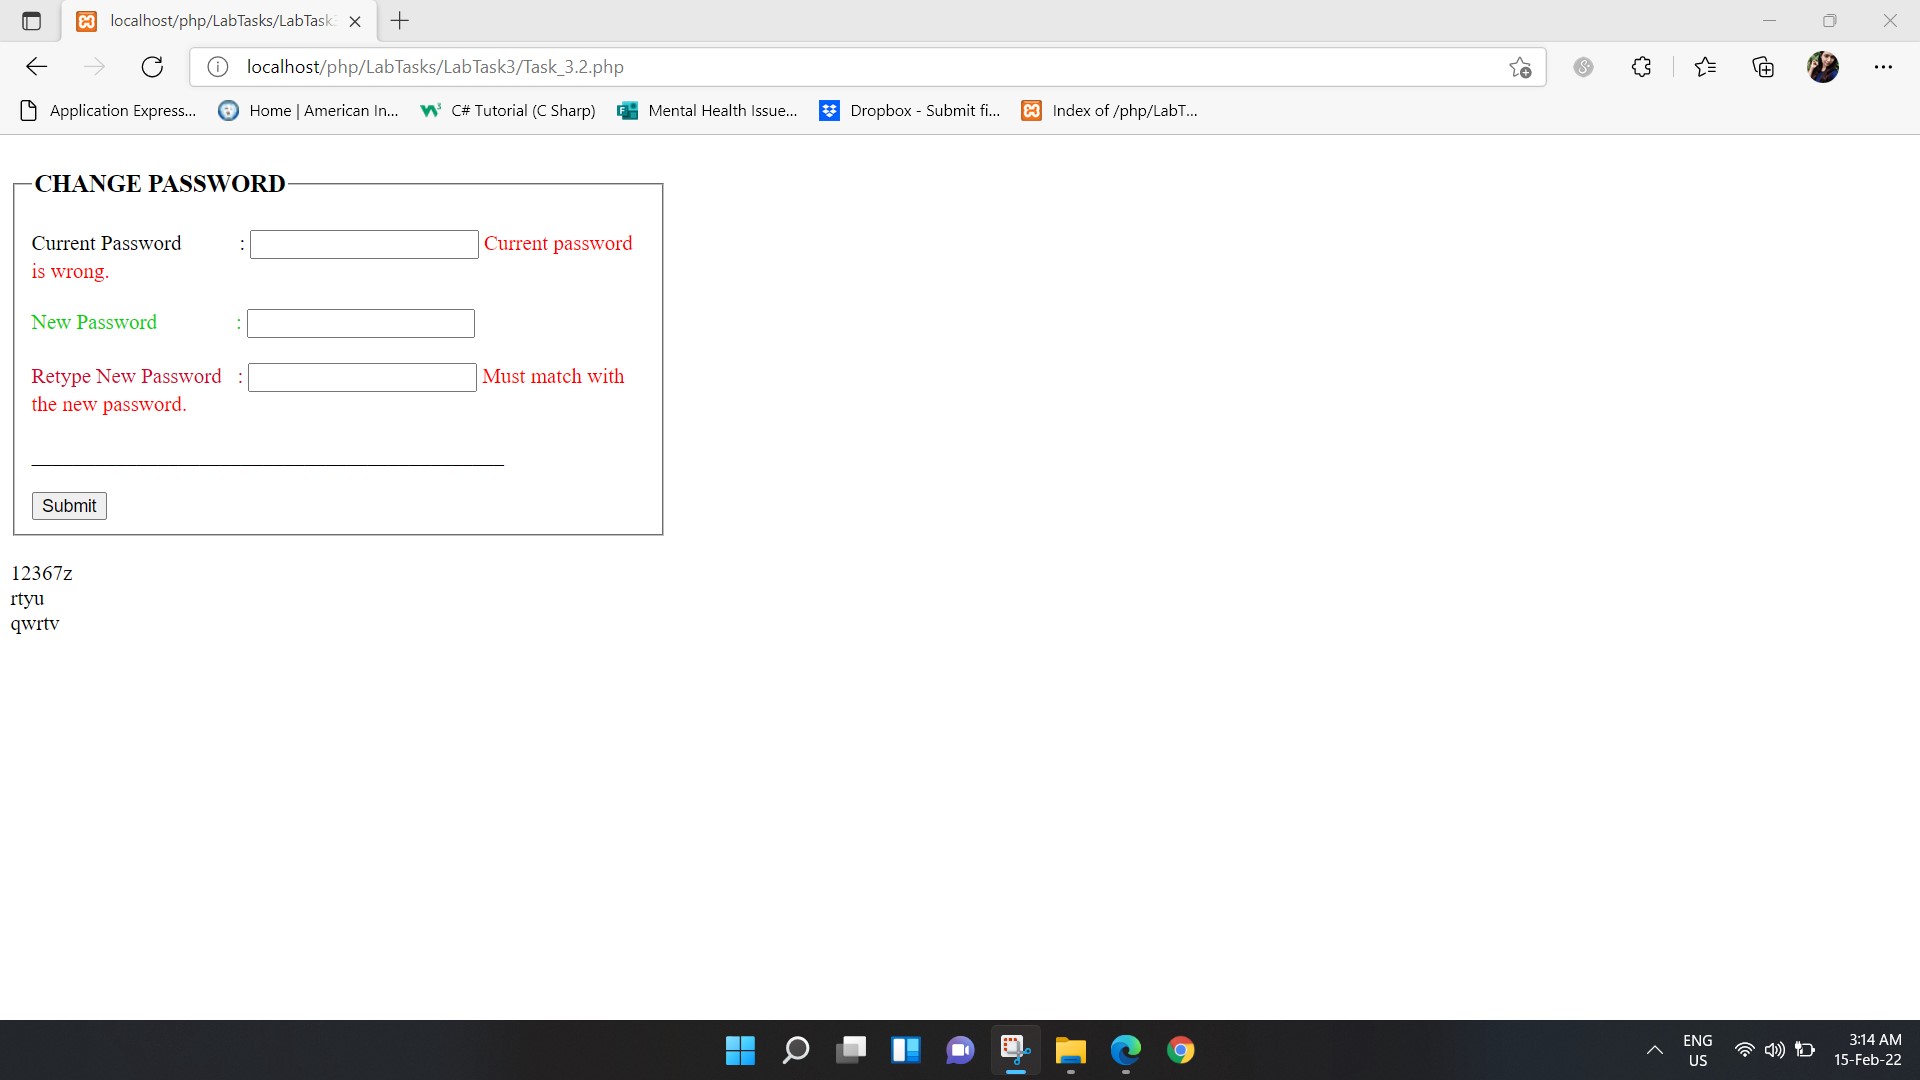 localhost/php/LabTasks/LabTask
localhost/php/LabTasks/LabTask3/Task_3.2.php
Application Express... Home | American In... C# Tutorial (C Sharp) Mental Health Issue... Dropbox - Submit fi... Index of /php/LabT...
CHANGE PASSWORD
Current Password : Current password
is wrong.
New Password :
Retype New Password : Must match with
the new password.
Submit
12367z
rtyu
qwrtv
ENG 3:14 AM
US 15-Feb-22